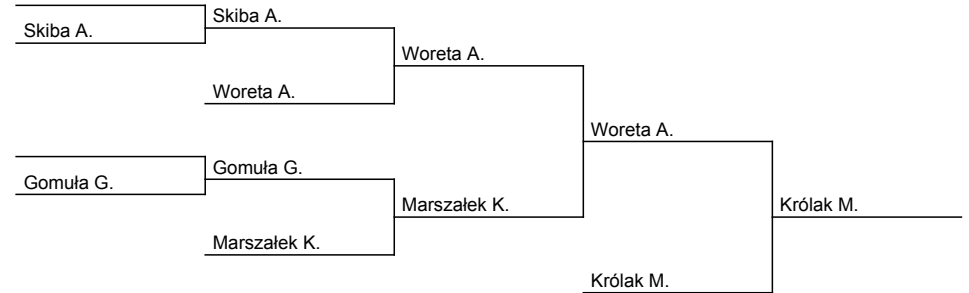 Skiba A.
Skiba A.
Woreta A.
Woreta A.
Woreta A.
Gomuła G.
Gomuła G.
Marszałek K.
Królak M.
Marszałek K.
Królak M.